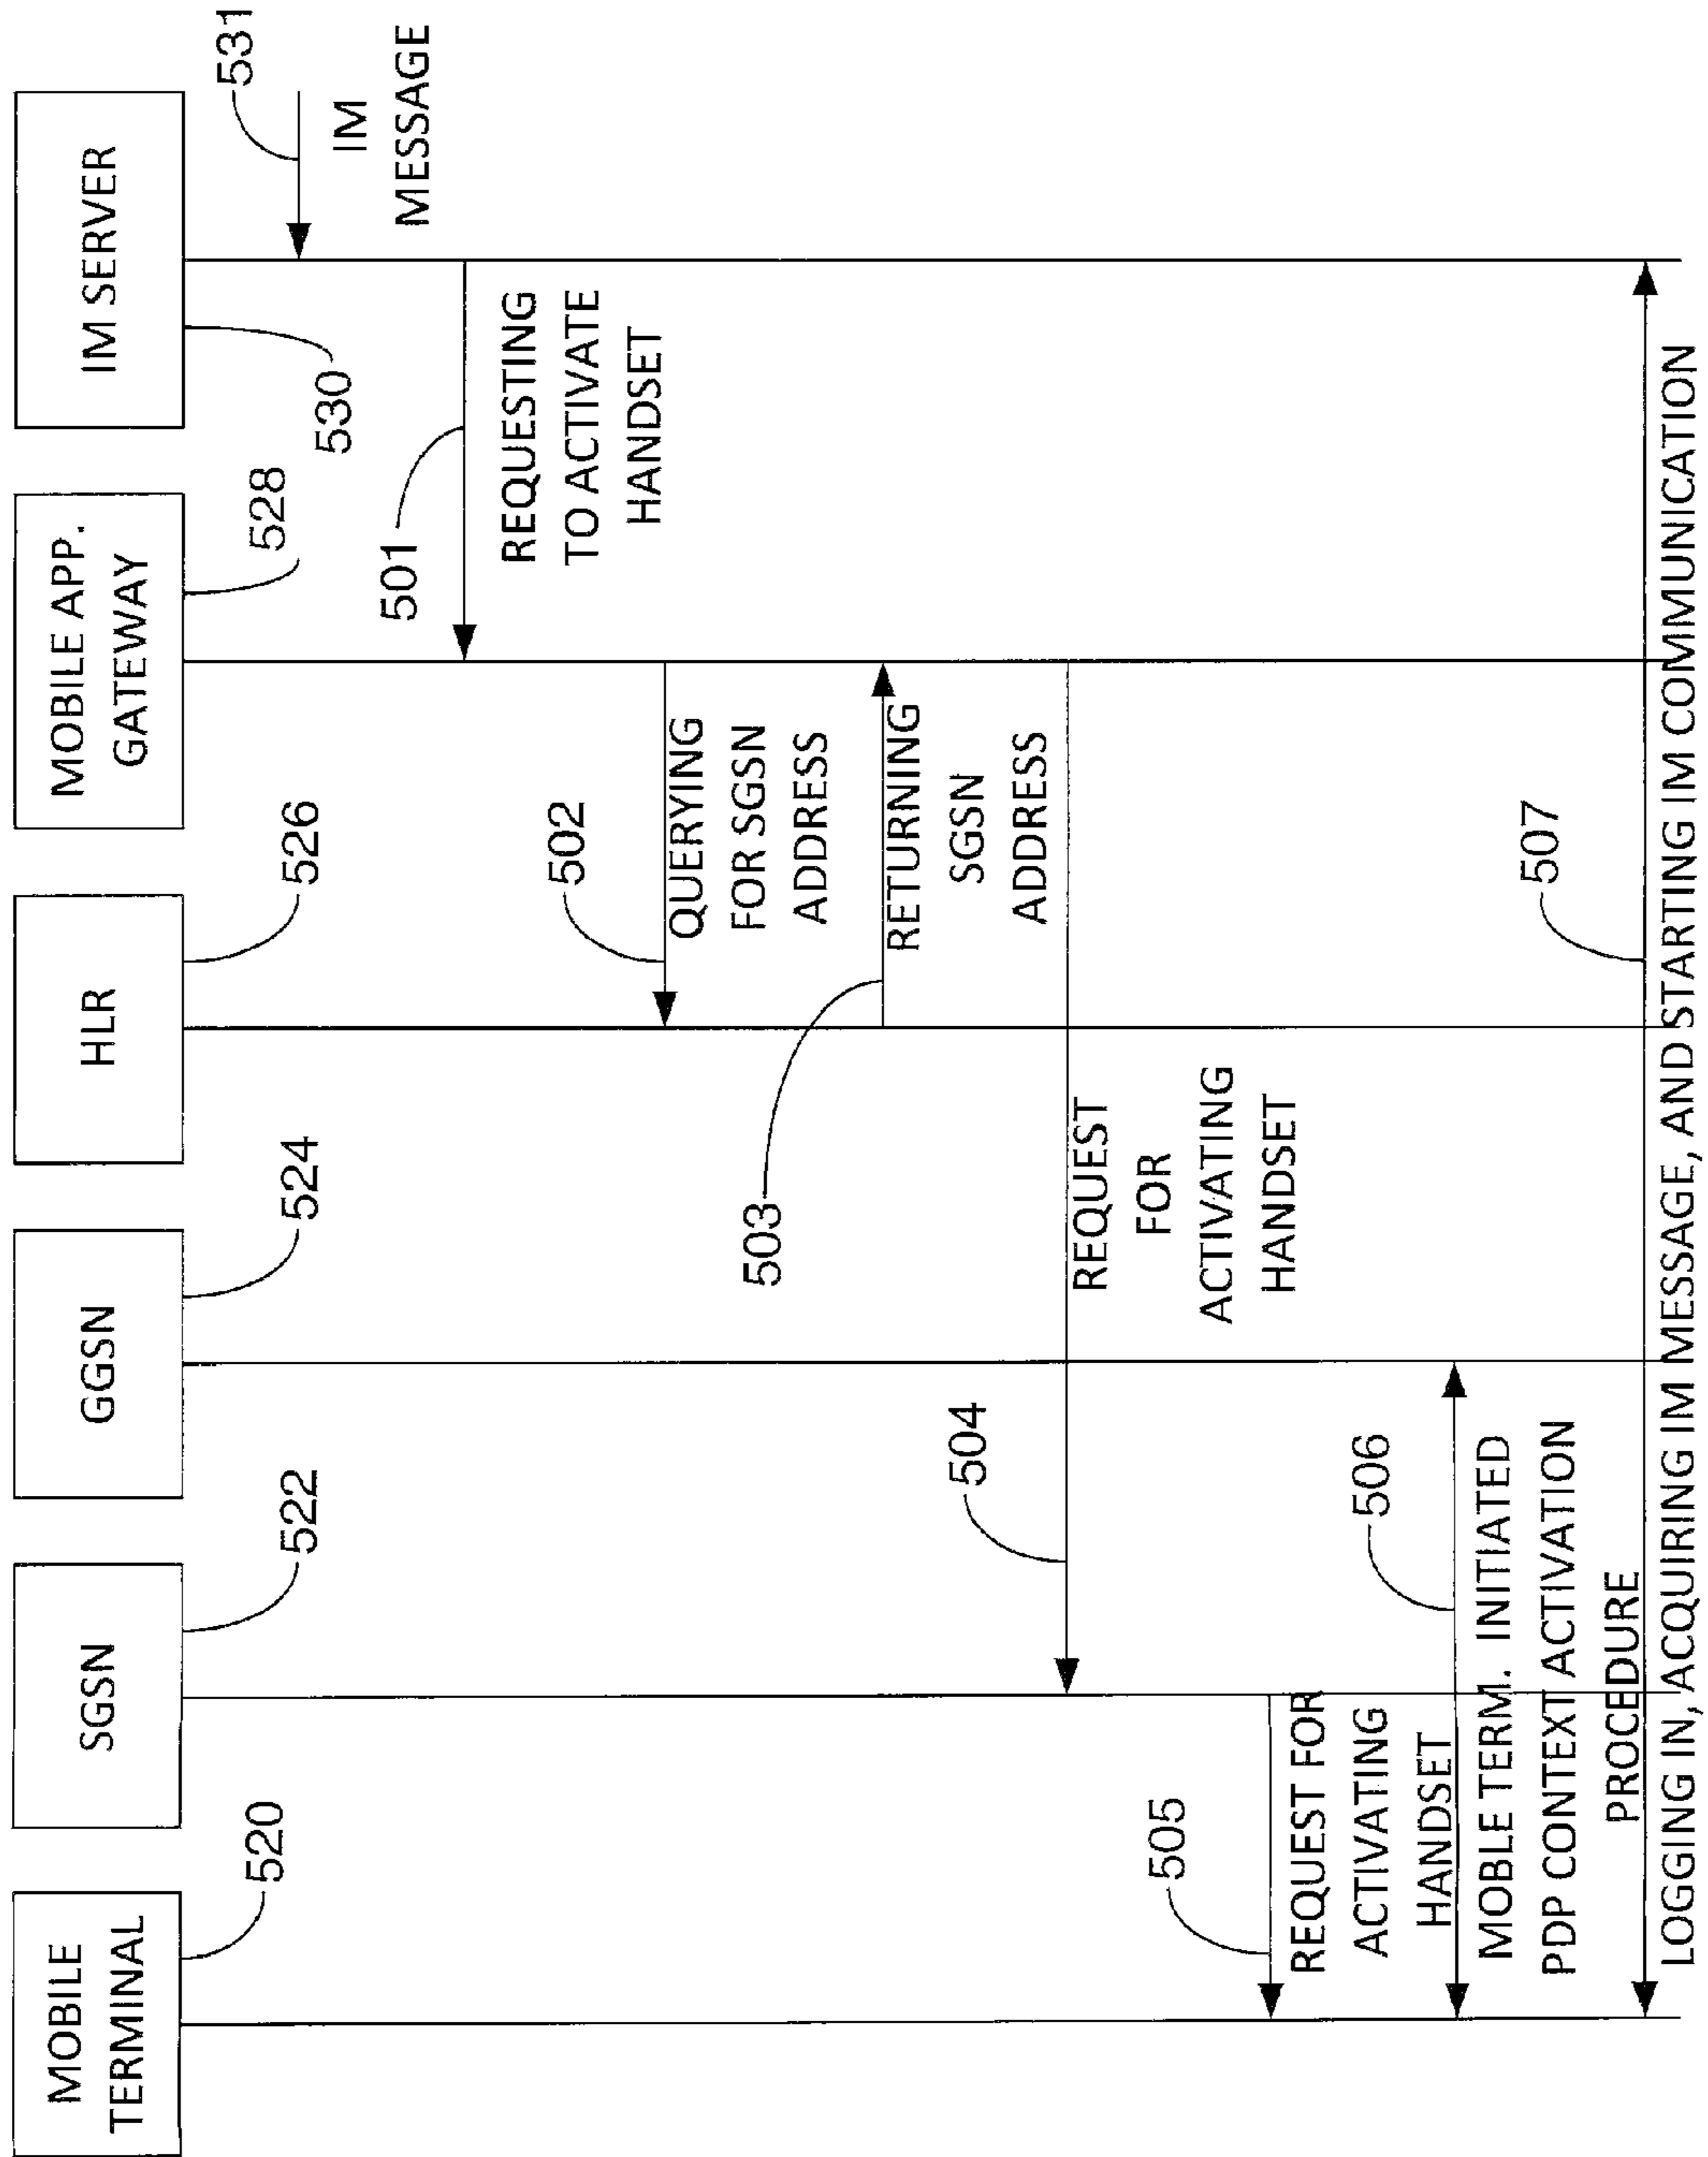 MOBILE
TERMINAL
SGSN
GGSN
HLR
MOBILE APP.
GATEWAY
IM SERVER
520
522
524
526
528
530
531
IM
MESSAGE
501
REQUESTING
TO ACTIVATE
HANDSET
502
QUERYING
FOR SGSN
ADDRESS
503
RETURNING
SGSN
ADDRESS
504
REQUEST
FOR
ACTIVATING
HANDSET
505
REQUEST FOR
ACTIVATING
HANDSET
506
MOBLE TERM. INITIATED
PDP CONTEXT ACTIVATION
PROCEDURE
507
LOGGING IN, ACQUIRING IM MESSAGE, AND STARTING IM COMMUNICATION